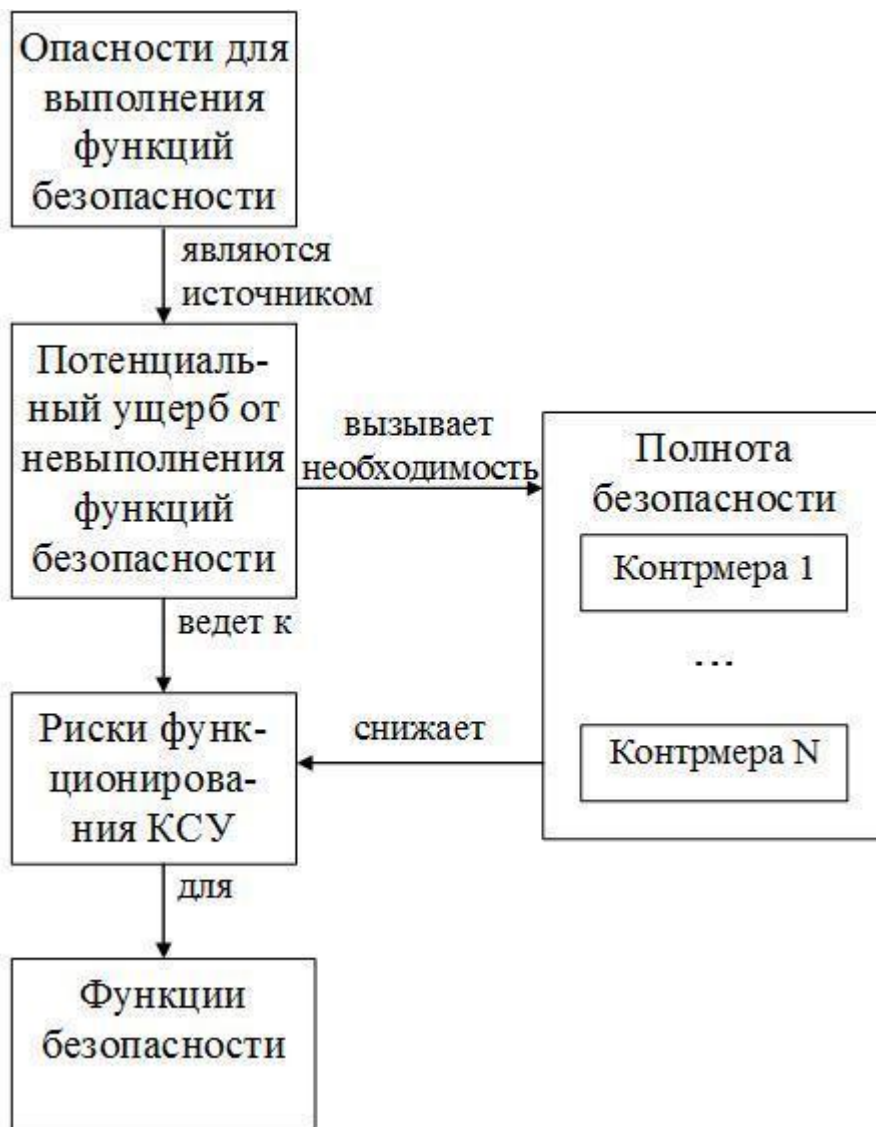 Опасности для
выполнения
функций
безопасности
являются
источником
Потенциаль-
ный ущерб от
невыполнения
функций
безопасности
вызывает
необходимость
Полнота
безопасности
Контрмера 1
...
Контрмера N
ведет к
Риски функ-
ционирова-
ния КСУ
снижает
для
Функции
безопасности